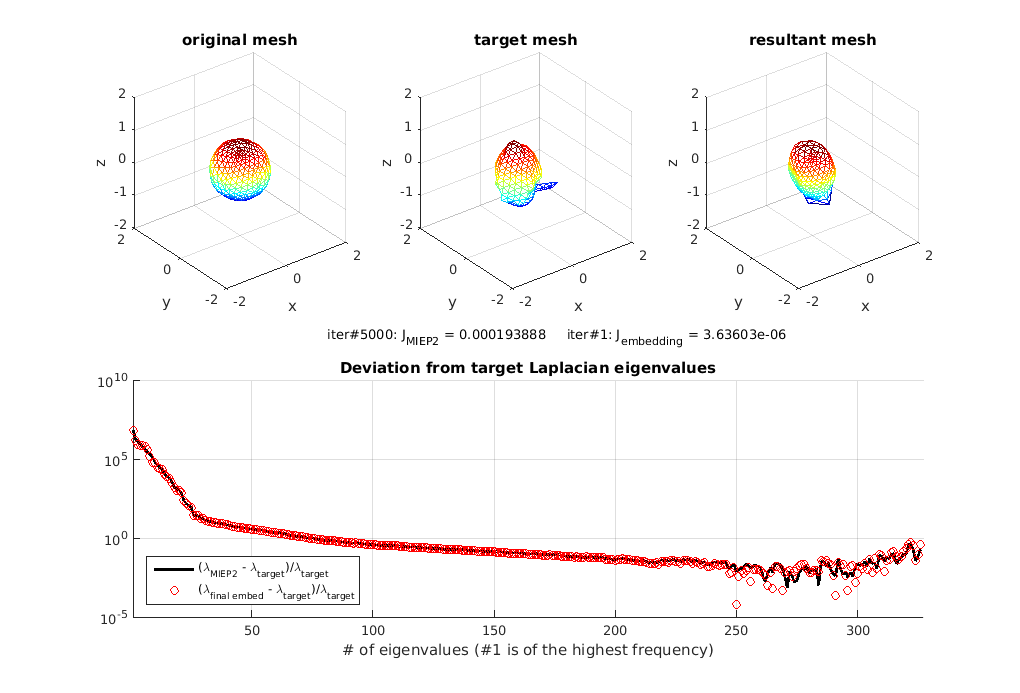 original mesh
target mesh
resultant mesh
2
1
0
-1
-2
z
2
0
-2
y
-2
0
2
x
2
1
0
-1
-2
z
2
0
-2
y
-2
0
2
x
2
1
0
-1
-2
z
2
0
-2
y
-2
0
2
x
iter#5000: J_MIEP2 = 0.000193888 iter#1: J_embedding = 3.63603e-06
Deviation from target Laplacian eigenvalues
10^10
10^5
10^0
10^-5
(λ_MIEP2 - λ_target)/λ_target
(λ_final embed - λ_target)/λ_target
50 100 150 200 250 300
# of eigenvalues (#1 is of the highest frequency)